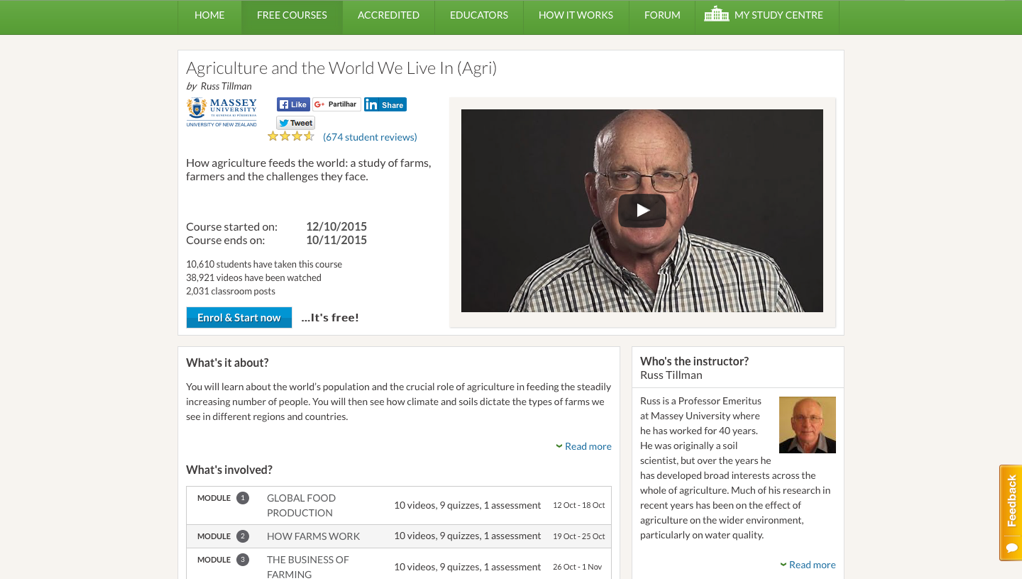 HOME FREE COURSES ACCREDITED EDUCATORS HOW IT WORKS FORUM MY STUDY CENTRE
Agriculture and the World We Live In (Agri)
by Russ Tillman
MASSEY
UNIVERSITY
UNIVERSITY OF NEW ZEALAND
Like Partilhar Share
Tweet
(674 student reviews)
How agriculture feeds the world: a study of farms,
farmers and the challenges they face.
Course started on: 12/10/2015
Course ends on: 10/11/2015
10,610 students have taken this course
38,921 videos have been watched
2,031 classroom posts
Enrol & Start now ...It's free!
What's it about?
You will learn about the world's population and the crucial role of agriculture in feeding the steadily
increasing number of people. You will then see how climate and soils dictate the types of farms we
see in different regions and countries.
Read more
What's involved?
MODULE 1 GLOBAL FOOD
PRODUCTION
10 videos, 9 quizzes, 1 assessment 12 Oct - 18 Oct
MODULE 2 HOW FARMS WORK 10 videos, 9 quizzes, 1 assessment 19 Oct - 25 Oct
MODULE 3 THE BUSINESS OF
FARMING
10 videos, 9 quizzes, 1 assessment 26 Oct - 1 Nov
Who's the instructor?
Russ Tillman
Russ is a Professor Emeritus
at Massey University where
he has worked for 40 years.
He was originally a soil
scientist, but over the years he
has developed broad interests across the
whole of agriculture. Much of his research in
recent years has been on the effect of
agriculture on the wider environment,
particularly on water quality.
Read more
Feedback